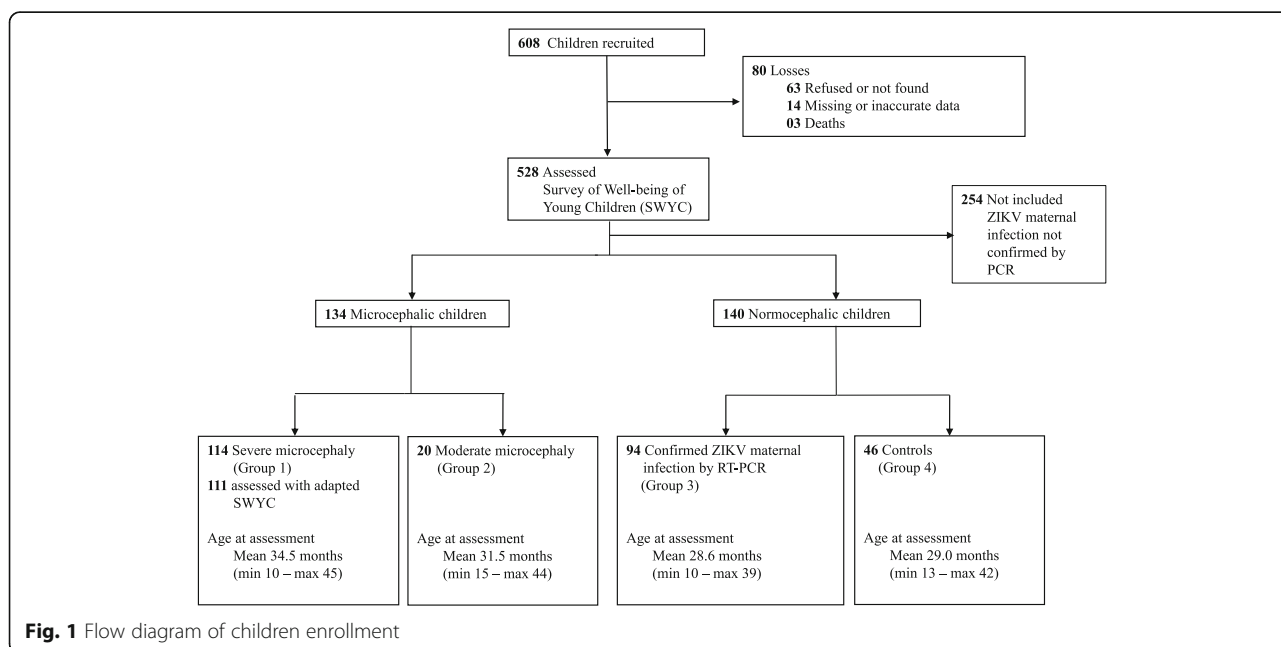 608 Children recruited
80 Losses
63 Refused or not found
14 Missing or inaccurate data
03 Deaths
528 Assessed
Survey of Well-being of
Young Children (SWYC)
254 Not included
ZIKV maternal
infection not
confirmed by
PCR
134 Microcephalic children
140 Normocephalic children
114 Severe microcephaly
(Group 1)
111 assessed with adapted
SWYC
Age at assessment
Mean 34.5 months
(min 10 – max 45)
20 Moderate microcephaly
(Group 2)
Age at assessment
Mean 31.5 months
(min 15 – max 44)
94 Confirmed ZIKV maternal
infection by RT-PCR
(Group 3)
Age at assessment
Mean 28.6 months
(min 10 – max 39)
46 Controls
(Group 4)
Age at assessment
Mean 29.0 months
(min 13 – max 42)
Fig. 1 Flow diagram of children enrollment